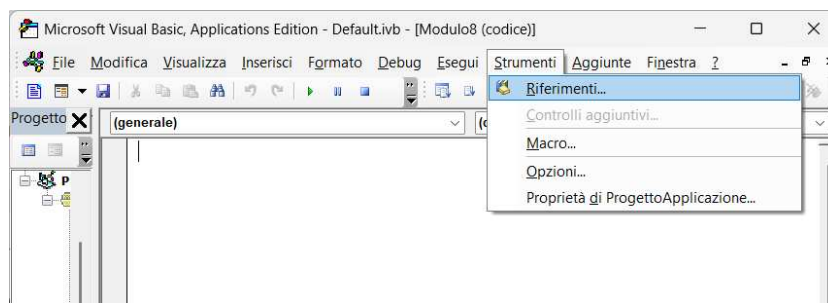 Microsoft Visual Basic, Applications Edition - Default.ivb - [Modulo8 (codice)]
File Modifica Visualizza Inserisci Formato Debug Esegui Strumenti Aggiunte Finestra ?
Riferimenti...
Progetto
(generale)
Controlli aggiuntivi...
Macro...
Opzioni...
Proprietà di ProgettoApplicazione...
P